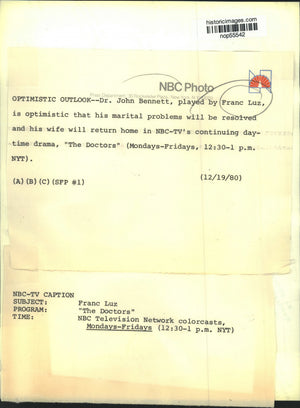 historicimages.com
nop55542
NBC Photo
OPTIMISTIC OUTLOOK--Dr. John Bennett, played by Franc Luz,
is optimistic that his marital problems will be resolved
and his wife will return home in NBC-TV's continuing day-
time drama, "The Doctors" (Mondays-Fridays, 12:30-1 p.m.
NYT).
(A)(B)(C)(SFP #1) (12/19/80)
NBC-TV CAPTION
SUBJECT: Franc Luz
PROGRAM: "The Doctors"
TIME: NBC Television Network colorcasts,
Mondays-Fridays (12:30-1 p.m. NYT)